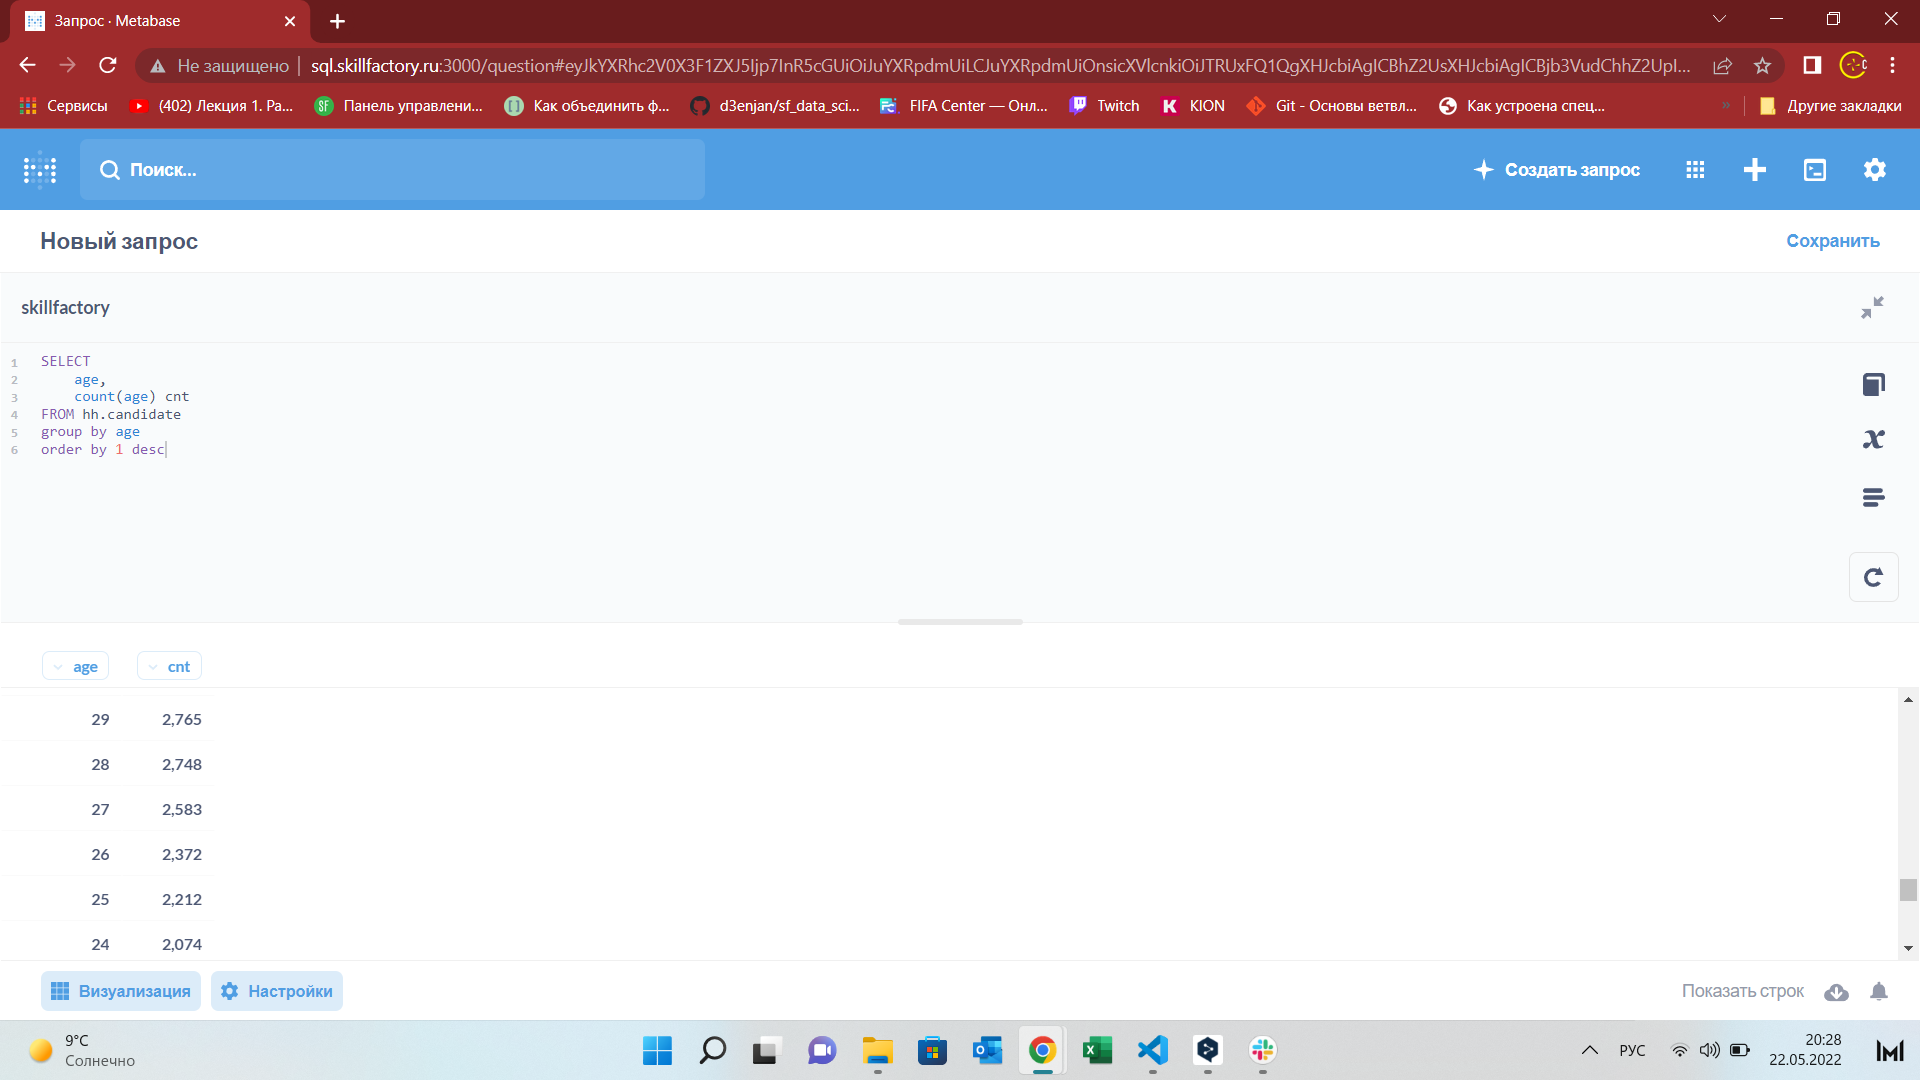 Запрос · Metabase
Не защищено
sql.skillfactory.ru:3000/question#eyJkYXRhc2V0X3F1ZXJ5Ijp7InR5cGUiOiJuYXRpdmUiLCJuYXRpdmUiOnsicXVlcnkiOiJTRUxFQ1QgXHJcbiAgICBhZ2UsXHJcbiAgICBjb3VudChhZ2UpI...
Сервисы
(402) Лекция 1. Ра...
SF
Панель управлени...
Как объединить ф...
d3enjan/sf_data_sci...
FIFA Center — Онл...
Twitch
KION
Git - Основы ветвл...
Как устроена спец...
»
Другие закладки
Поиск...
Создать запрос
Новый запрос
Сохранить
skillfactory
1 SELECT
2 age,
3 count(age) cnt
4 FROM hh.candidate
5 group by age
6 order by 1 desc
age cnt
29 2,765
28 2,748
27 2,583
26 2,372
25 2,212
24 2,074
Визуализация
Настройки
Показать строк
9°C
Солнечно
РУС
20:28
22.05.2022